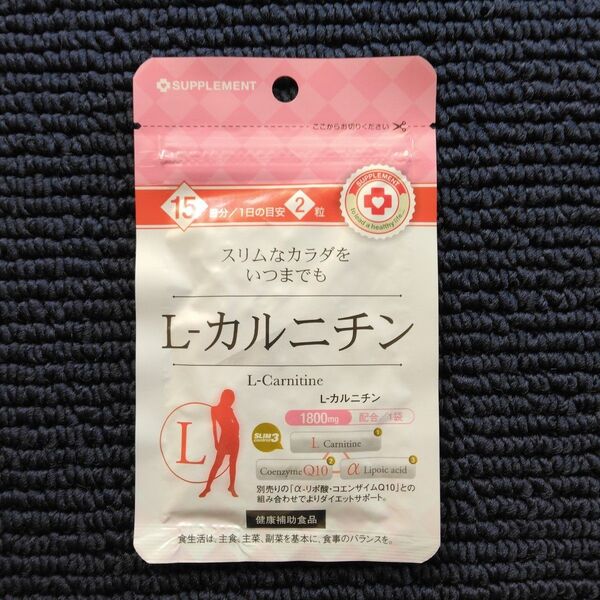 SUPPLEMENT
ここからお切りください
15日分/1日の目安2粒
SUPPLEMENT
to lead a healthy life...
スリムなカラダを
いつまでも
L-カルニチン
L-Carnitine
L-カルニチン
1800mg 配合/1袋
L
SLIM
3
L Carnitine 1
Coenzyme Q10 2
α Lipoic acid 3
別売りの「α-リポ酸・コエンザイムQ10」との
組み合わせでよりダイエットサポート。
健康補助食品
食生活は、主食、主菜、副菜を基本に、食事のバランスを。